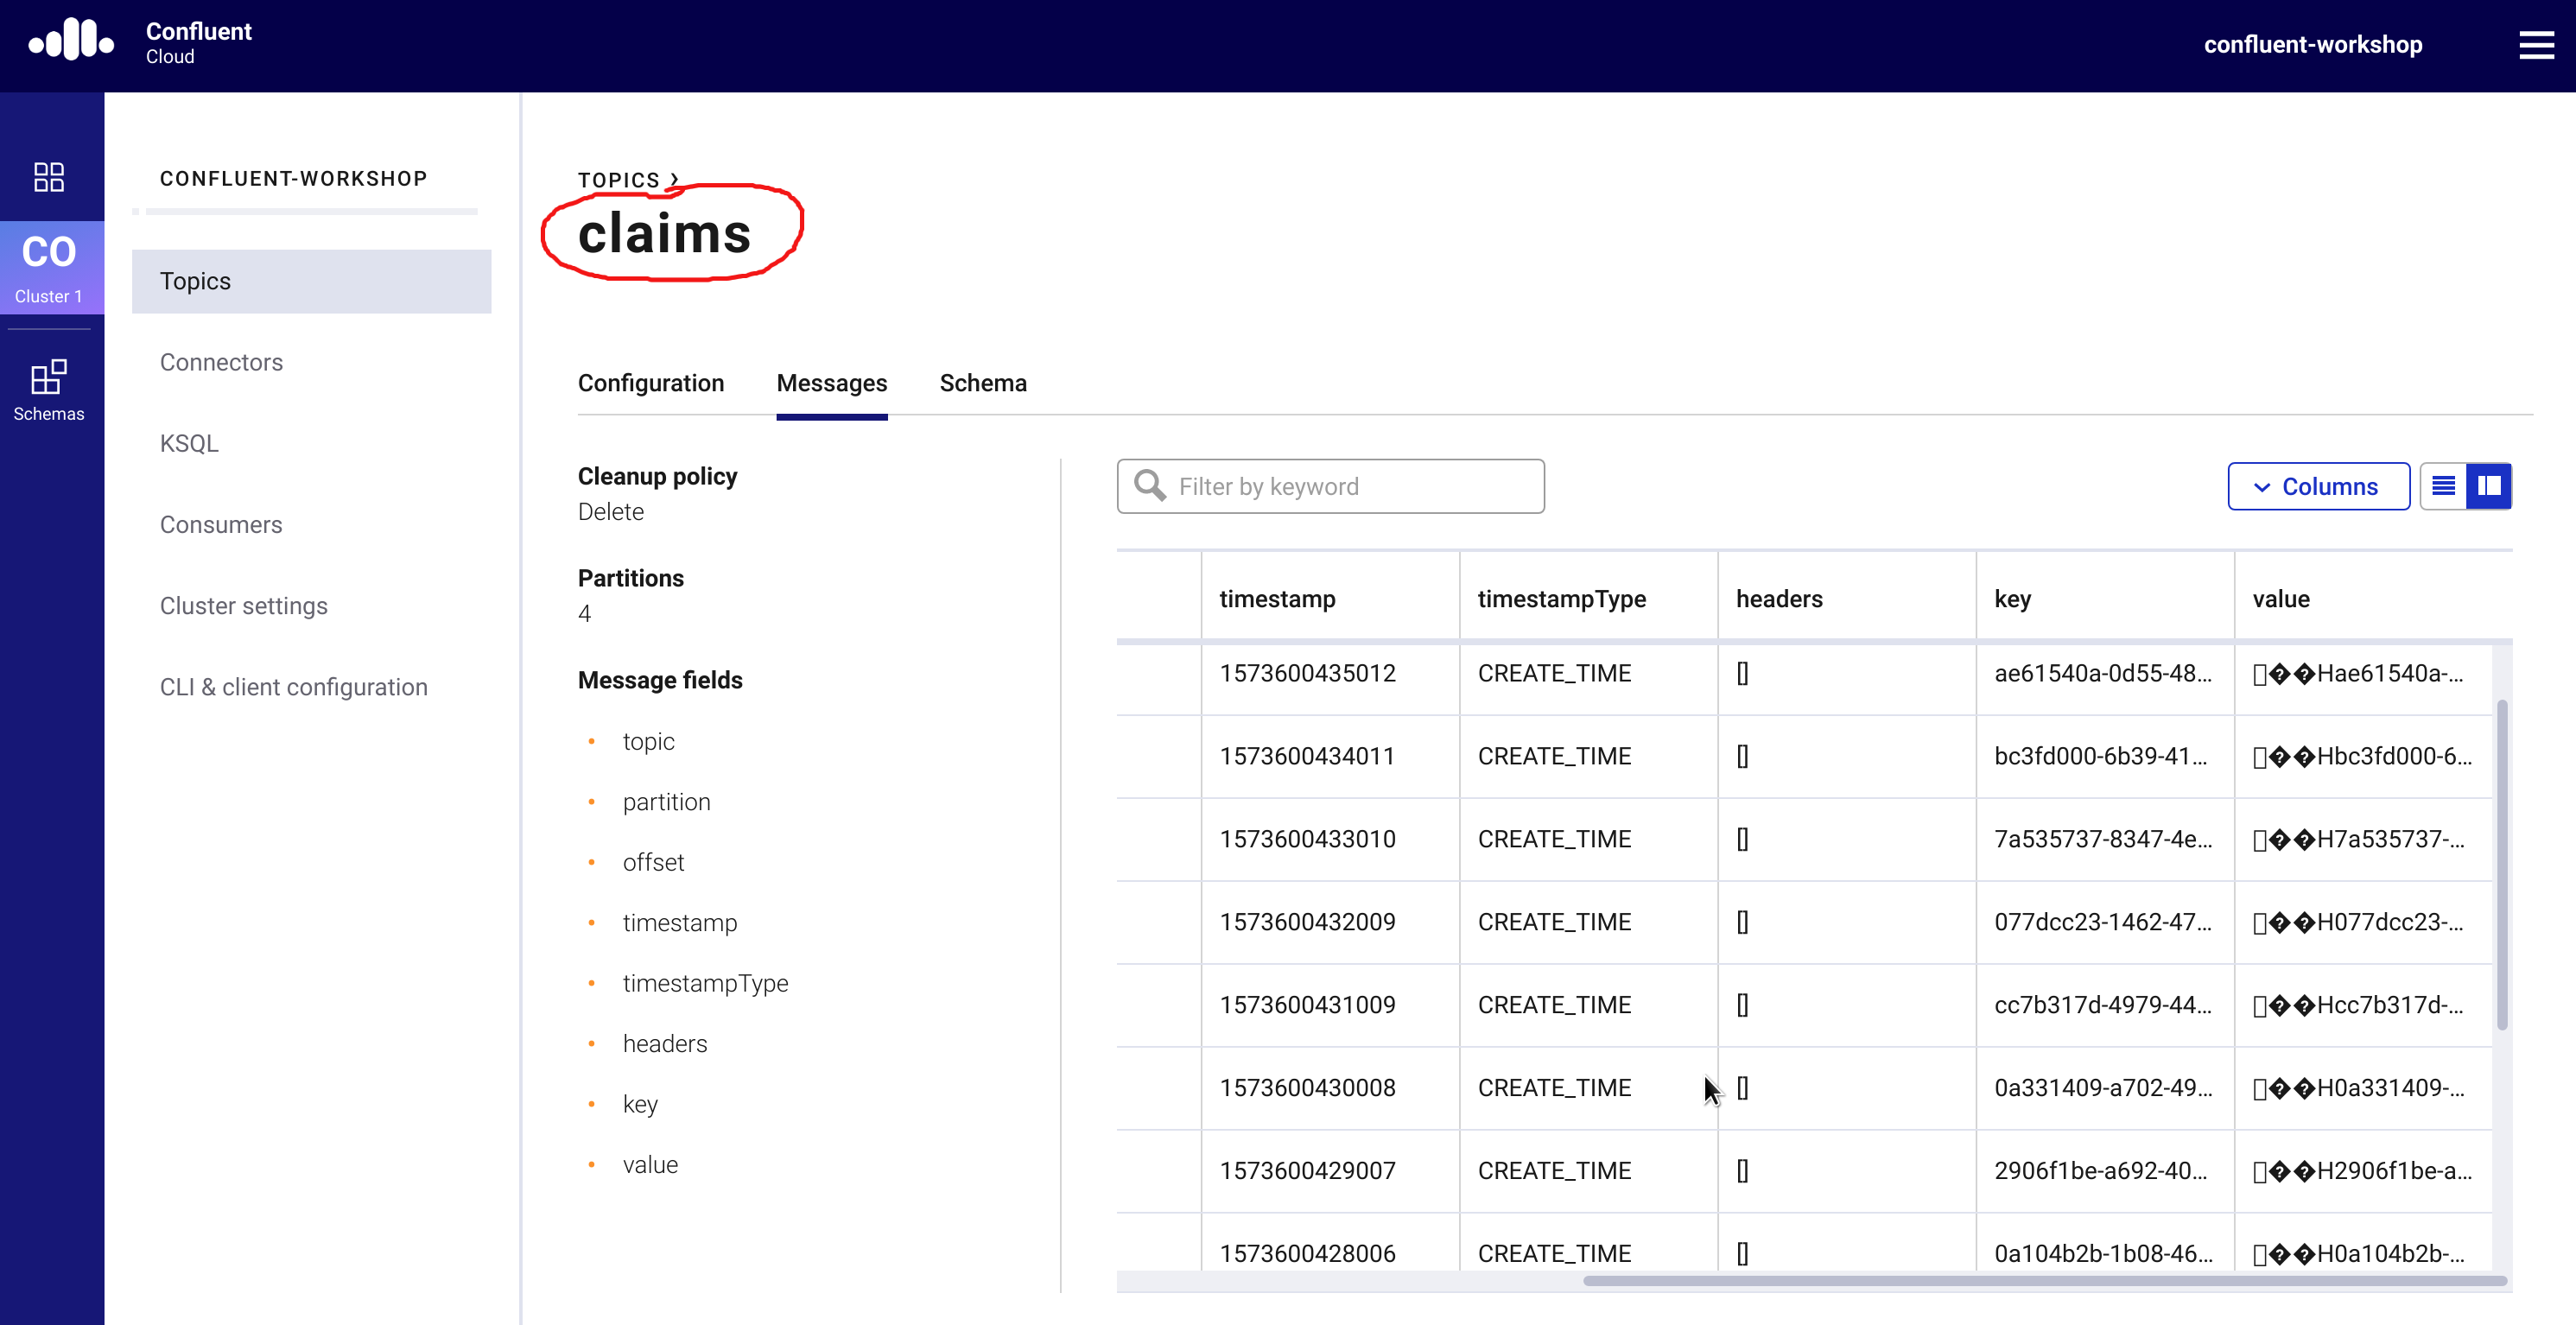 Confluent
Cloud
confluent-workshop
CO
Cluster 1
Schemas
CONFLUENT-WORKSHOP
Topics
Connectors
KSQL
Consumers
Cluster settings
CLI & client configuration
TOPICS ›
claims
Configuration Messages Schema
Cleanup policy
Delete
Partitions
4
Message fields
topic
partition
offset
timestamp
timestampType
headers
key
value
Filter by keyword
Columns
timestamp timestampType headers key value
1573600435012 CREATE_TIME [] ae61540a-0d55-48... ▯��Hae61540a-...
1573600434011 CREATE_TIME [] bc3fd000-6b39-41... ▯��Hbc3fd000-6...
1573600433010 CREATE_TIME [] 7a535737-8347-4e... ▯��H7a535737-...
1573600432009 CREATE_TIME [] 077dcc23-1462-47... ▯��H077dcc23-...
1573600431009 CREATE_TIME [] cc7b317d-4979-44... ▯��Hcc7b317d-...
1573600430008 CREATE_TIME [] 0a331409-a702-49... ▯��H0a331409-...
1573600429007 CREATE_TIME [] 2906f1be-a692-40... ▯��H2906f1be-a...
1573600428006 CREATE_TIME [] 0a104b2b-1b08-46... ▯��H0a104b2b-...